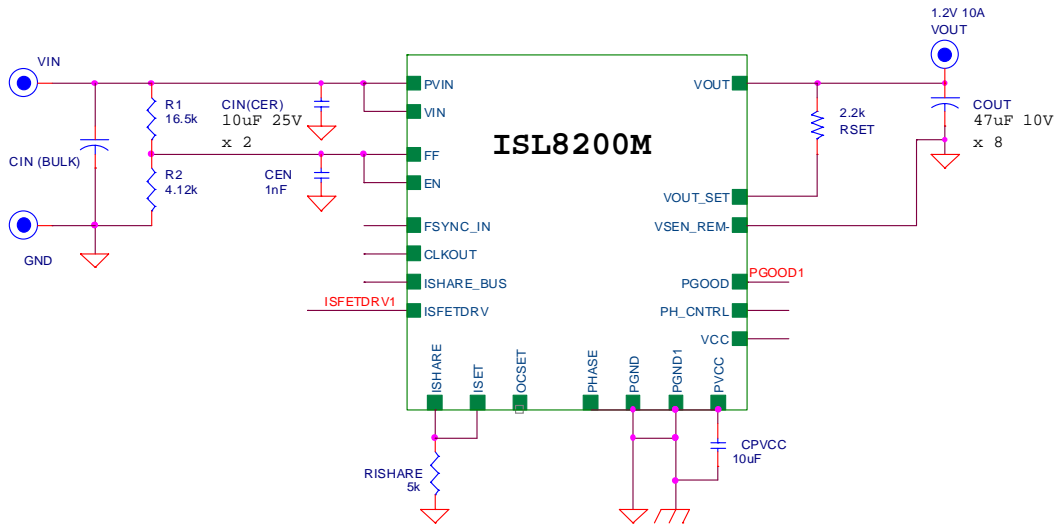 1.2V 10A
VOUT
VIN
PVIN
VOUT
R1
16.5k
CIN(CER)
10uF 25V
x 2
VIN
2.2k
RSET
COUT
47uF 10V
x 8
ISL8200M
CIN (BULK)
FF
R2
4.12k
CEN
1nF
EN
VOUT_SET
FSYNC_IN
VSEN_REM-
GND
CLKOUT
ISHARE_BUS
PGOOD
PGOOD1
ISFETDRV1
ISFETDRV
PH_CNTRL
VCC
ISHARE
ISET
OCSET
PHASE
PGND
PGND1
PVCC
RISHARE
5k
CPVCC
10uF